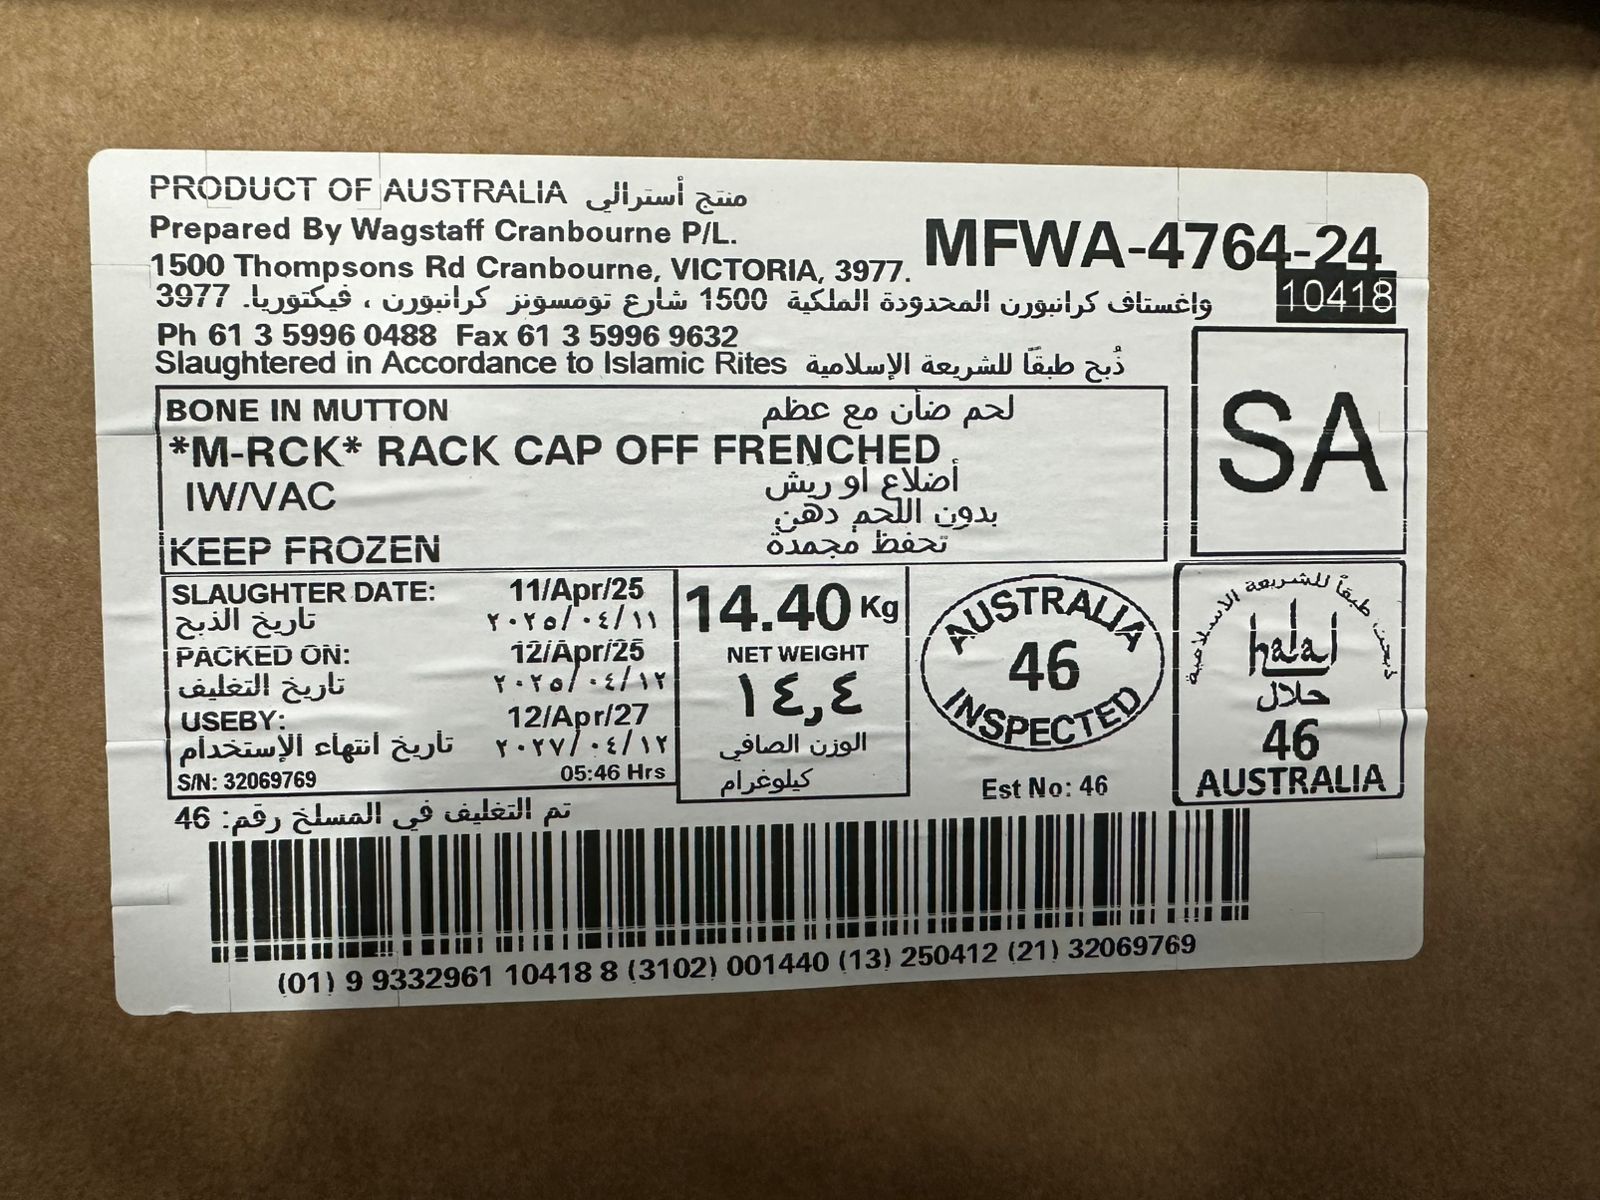 PRODUCT OF AUSTRALIA منتج أسترالي
Prepared By Wagstaff Cranbourne P/L.
1500 Thompsons Rd Cranbourne, VICTORIA, 3977.
واغستاف كرانبورن المحدودة الملكية 1500 شارع تومسونز كرانبورن ، فيكتوريا. 3977
Ph 61 3 5996 0488 Fax 61 3 5996 9632
Slaughtered in Accordance to Islamic Rites ذُبح طبقًا للشريعة الإسلامية
MFWA-4764-24
10418
SA
BONE IN MUTTON لحم ضأن مع عظم
*M-RCK* RACK CAP OFF FRENCHED
أضلاع أو ريش
IW/VAC
بدون اللحم دهن
KEEP FROZEN تحفظ مجمدة
SLAUGHTER DATE: 11/Apr/25
تاريخ الذبح ٢٠٢٥/٠٤/١١
PACKED ON: 12/Apr/25
تاريخ التغليف ٢٠٢٥/٠٤/١٢
USEBY: 12/Apr/27
تاريخ انتهاء الإستخدام ٢٠٢٧/٠٤/١٢
S/N: 32069769 05:46 Hrs
14.40 Kg
NET WEIGHT
١٤,٤
الوزن الصافي
كيلوغرام
AUSTRALIA
46
INSPECTED
Est No: 46
ذبحت طبقاً للشريعة الاسلامية
halal
حلال
46
AUSTRALIA
تم التغليف في المسلخ رقم: 46
(01) 9 9332961 10418 8 (3102) 001440 (13) 250412 (21) 32069769